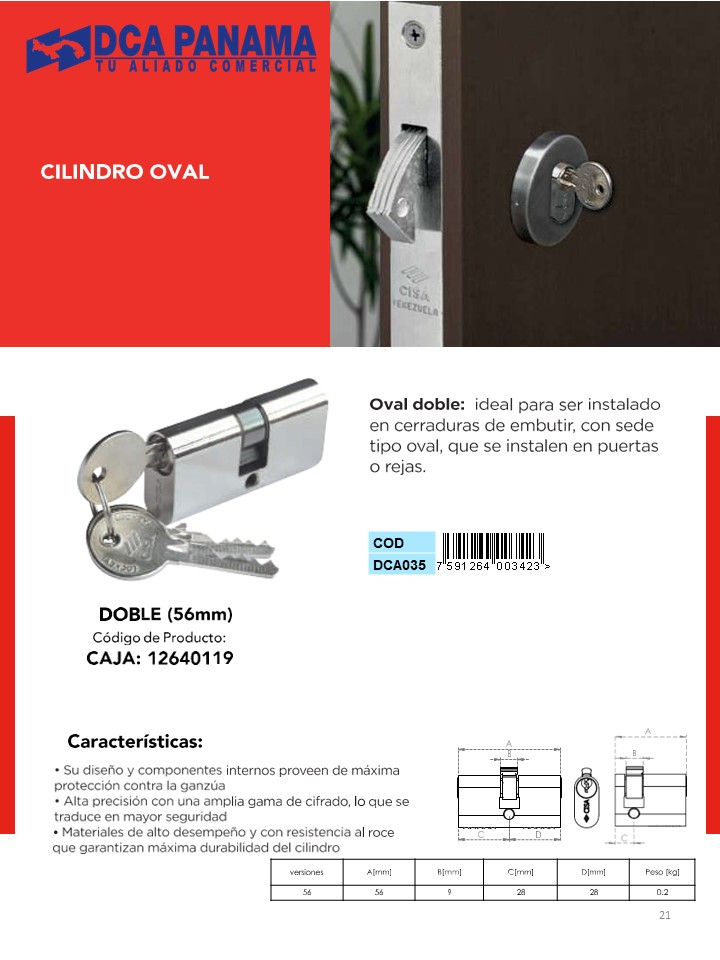 DCA PANAMA
TU ALIADO COMERCIAL
CILINDRO OVAL
CISA
VENEZUELA
Oval doble: ideal para ser instalado
en cerraduras de embutir, con sede
tipo oval, que se instalen en puertas
o rejas.
COD
DCA035
7 591264 003423 >
DOBLE (56mm)
Código de Producto:
CAJA: 12640119
Características:
• Su diseño y componentes internos proveen de máxima
protección contra la ganzúa
• Alta precisión con una amplia gama de cifrado, lo que se
traduce en mayor seguridad
• Materiales de alto desempeño y con resistencia al roce
que garantizan máxima durabilidad del cilindro
A
B
C
D
CISA
A
B
C
versiones A[mm] B[mm] C[mm] D[mm] Peso [kg]
56 56 9 28 28 0.2
21